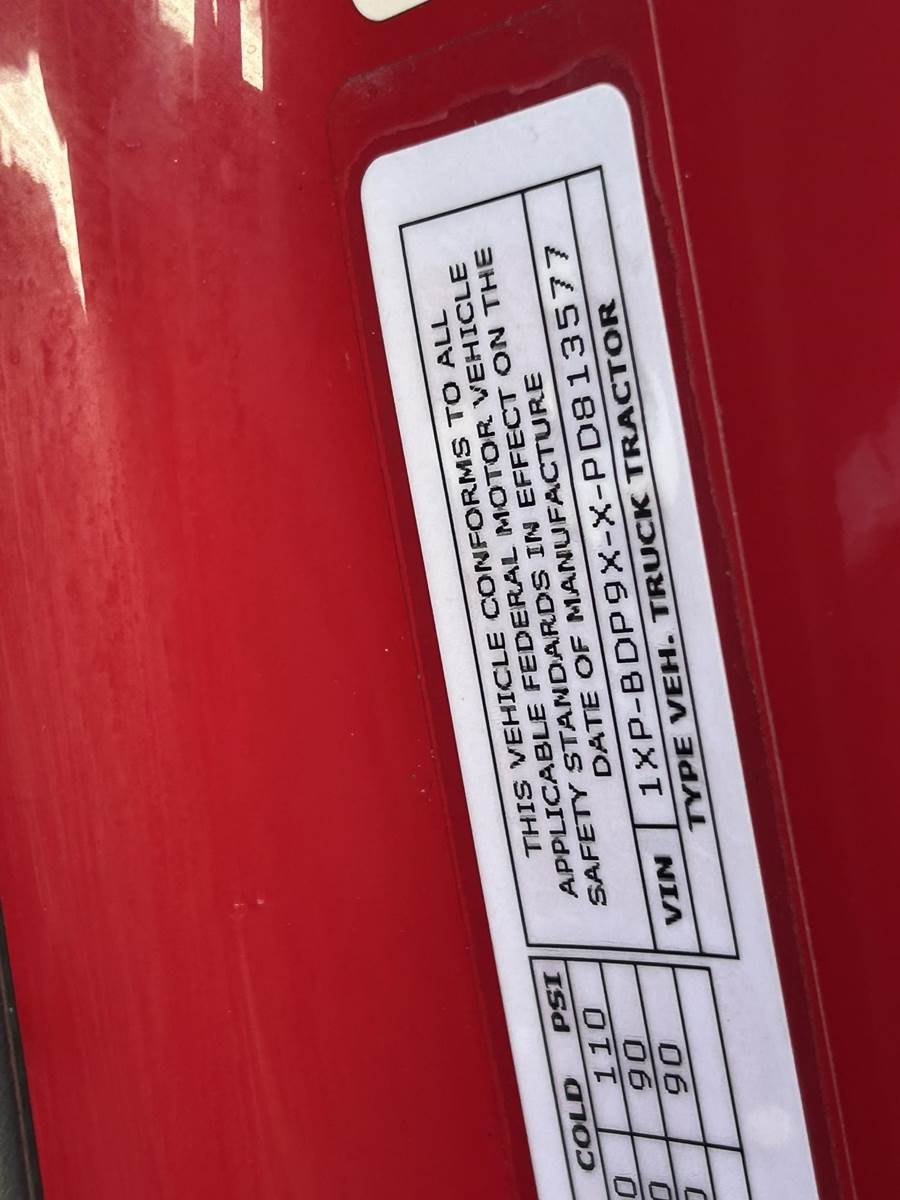 THIS VEHICLE CONFORMS TO ALL
APPLICABLE FEDERAL MOTOR VEHICLE
SAFETY STANDARDS IN EFFECT ON THE
DATE OF MANUFACTURE
VIN 1XP-BDP9X-X-PD813577
TYPE VEH. TRUCK TRACTOR
COLD PSI
110
90
90